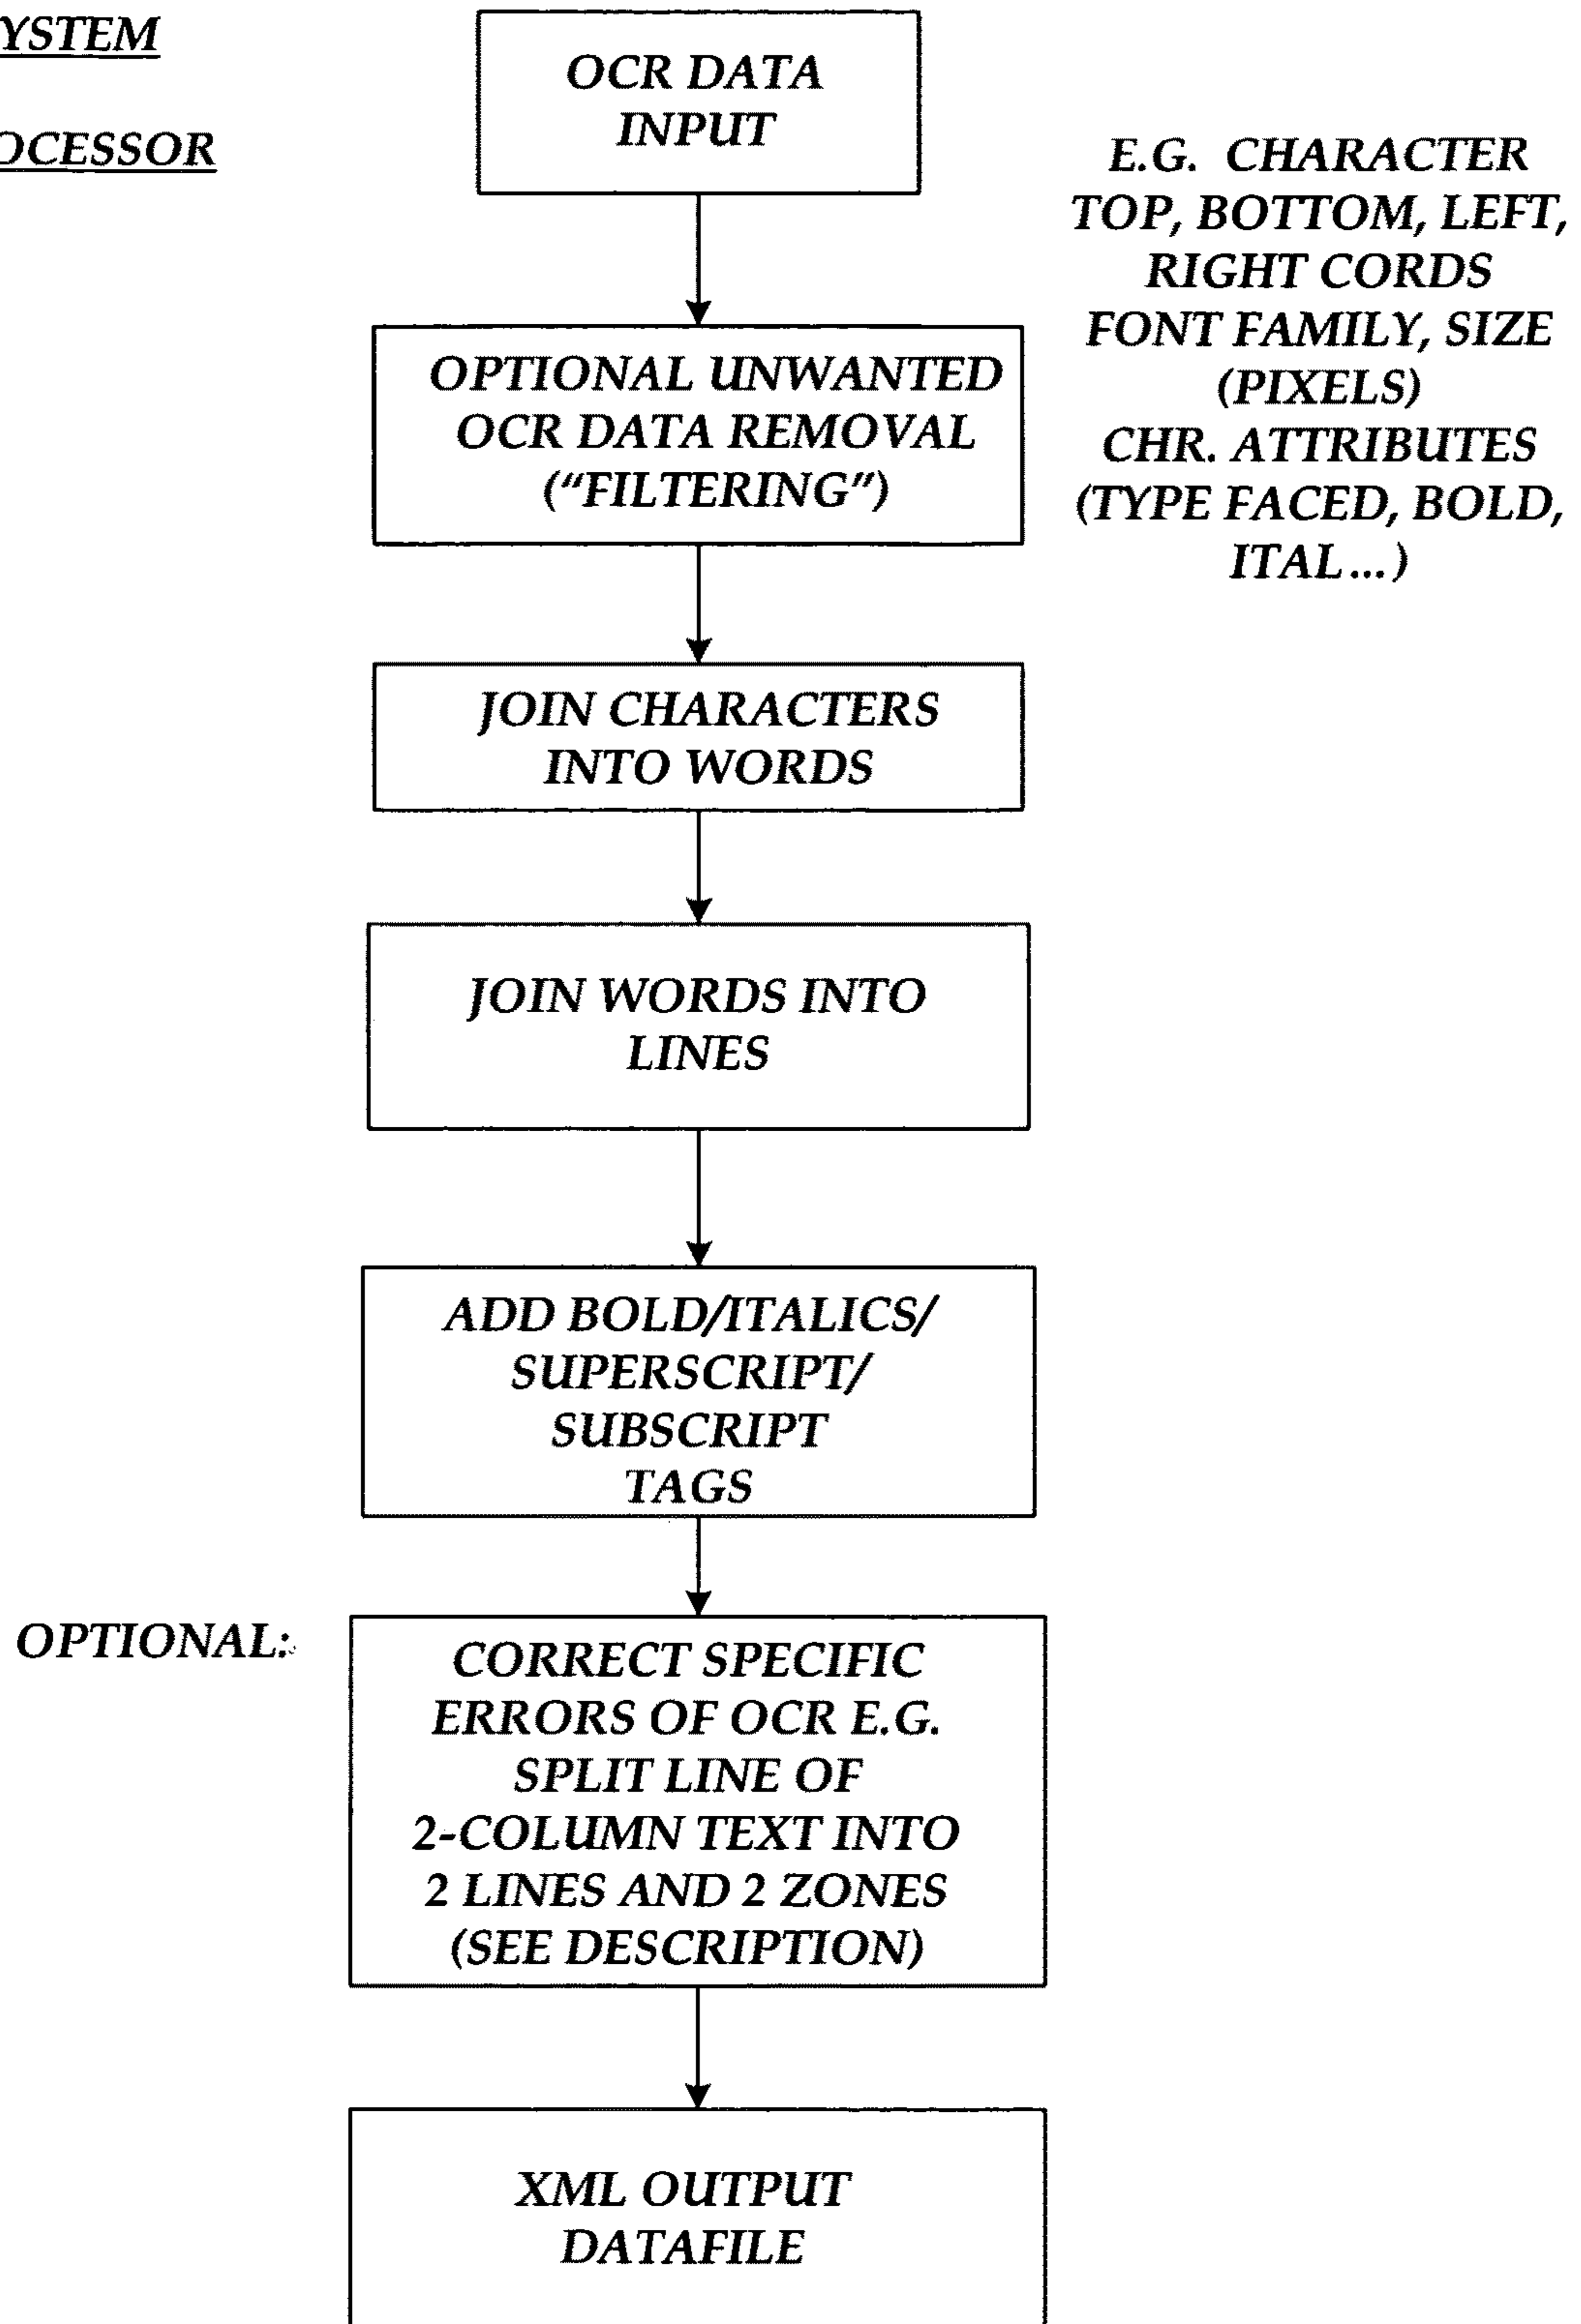 YSTEM
OCESSOR
OCR DATA
INPUT
E.G. CHARACTER
TOP, BOTTOM, LEFT,
RIGHT CORDS
FONT FAMILY, SIZE
(PIXELS)
CHR. ATTRIBUTES
(TYPE FACED, BOLD,
ITAL...)
OPTIONAL UNWANTED
OCR DATA REMOVAL
("FILTERING")
JOIN CHARACTERS
INTO WORDS
JOIN WORDS INTO
LINES
ADD BOLD/ITALICS/
SUPERSCRIPT/
SUBSCRIPT
TAGS
OPTIONAL:
CORRECT SPECIFIC
ERRORS OF OCR E.G.
SPLIT LINE OF
2-COLUMN TEXT INTO
2 LINES AND 2 ZONES
(SEE DESCRIPTION)
XML OUTPUT
DATAFILE